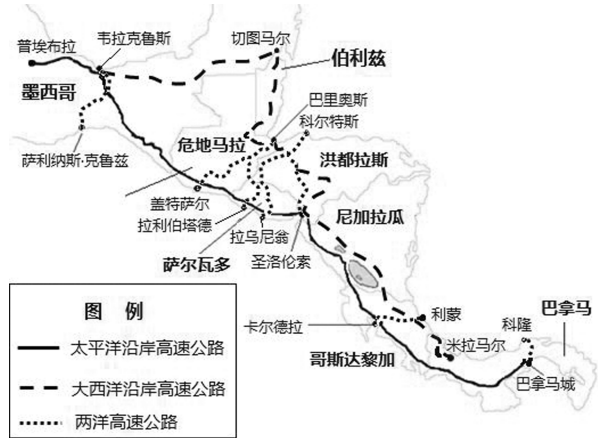 普埃布拉
韦拉克鲁斯
切图马尔
伯利兹
墨西哥
巴里奥斯
科尔特斯
危地马拉
洪都拉斯
萨利纳斯·克鲁兹
盖特萨尔
拉利伯塔德
尼加拉瓜
拉乌尼翁
萨尔瓦多
圣洛伦索
图 例
太平洋沿岸高速公路
大西洋沿岸高速公路
两洋高速公路
卡尔德拉
利蒙
科隆
巴拿马
米拉马尔
哥斯达黎加
巴拿马城